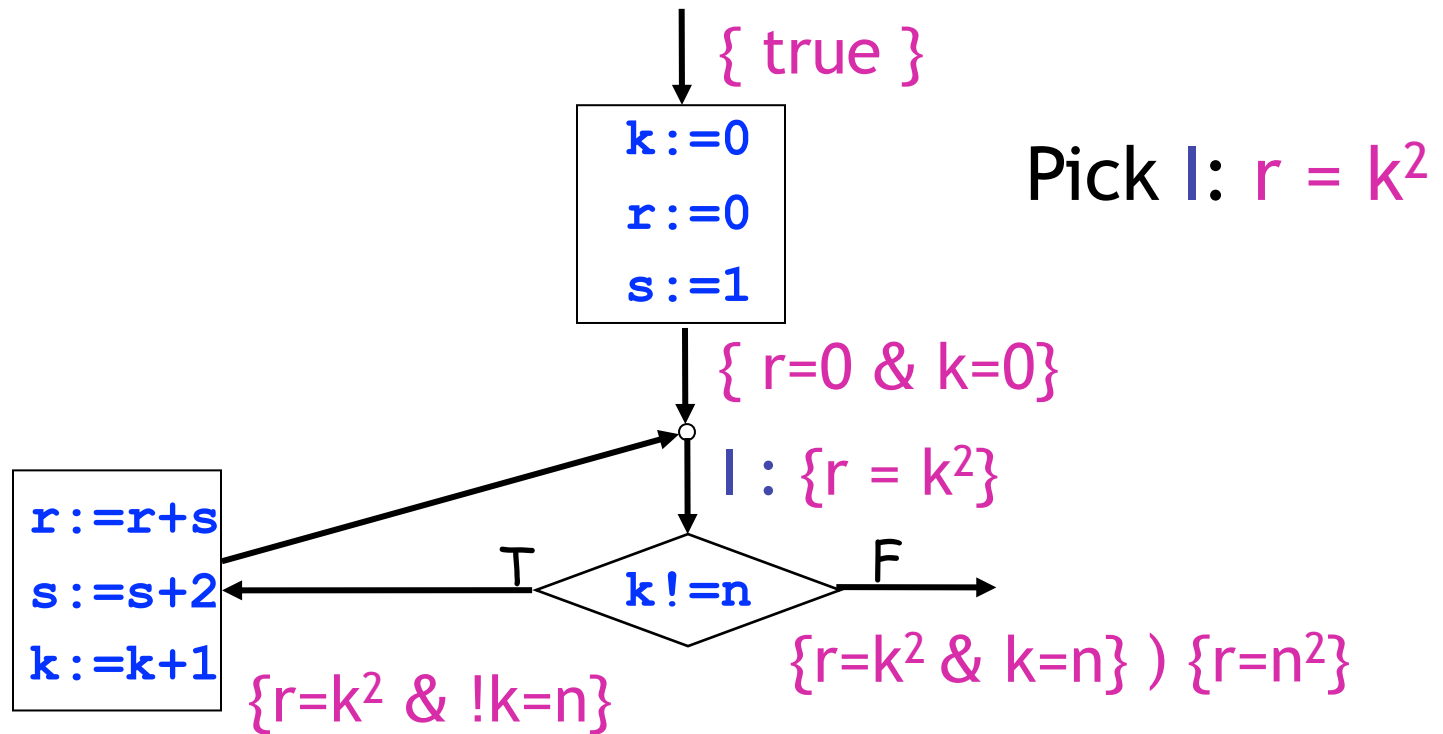 { true }
k:=0
r:=0
s:=1
Pick I: r = k²
{ r=0 & k=0}
I : {r = k²}
r:=r+s
s:=s+2
k:=k+1
T
k!=n
F
{r=k² & k=n} ) {r=n²}
{r=k² & !k=n}